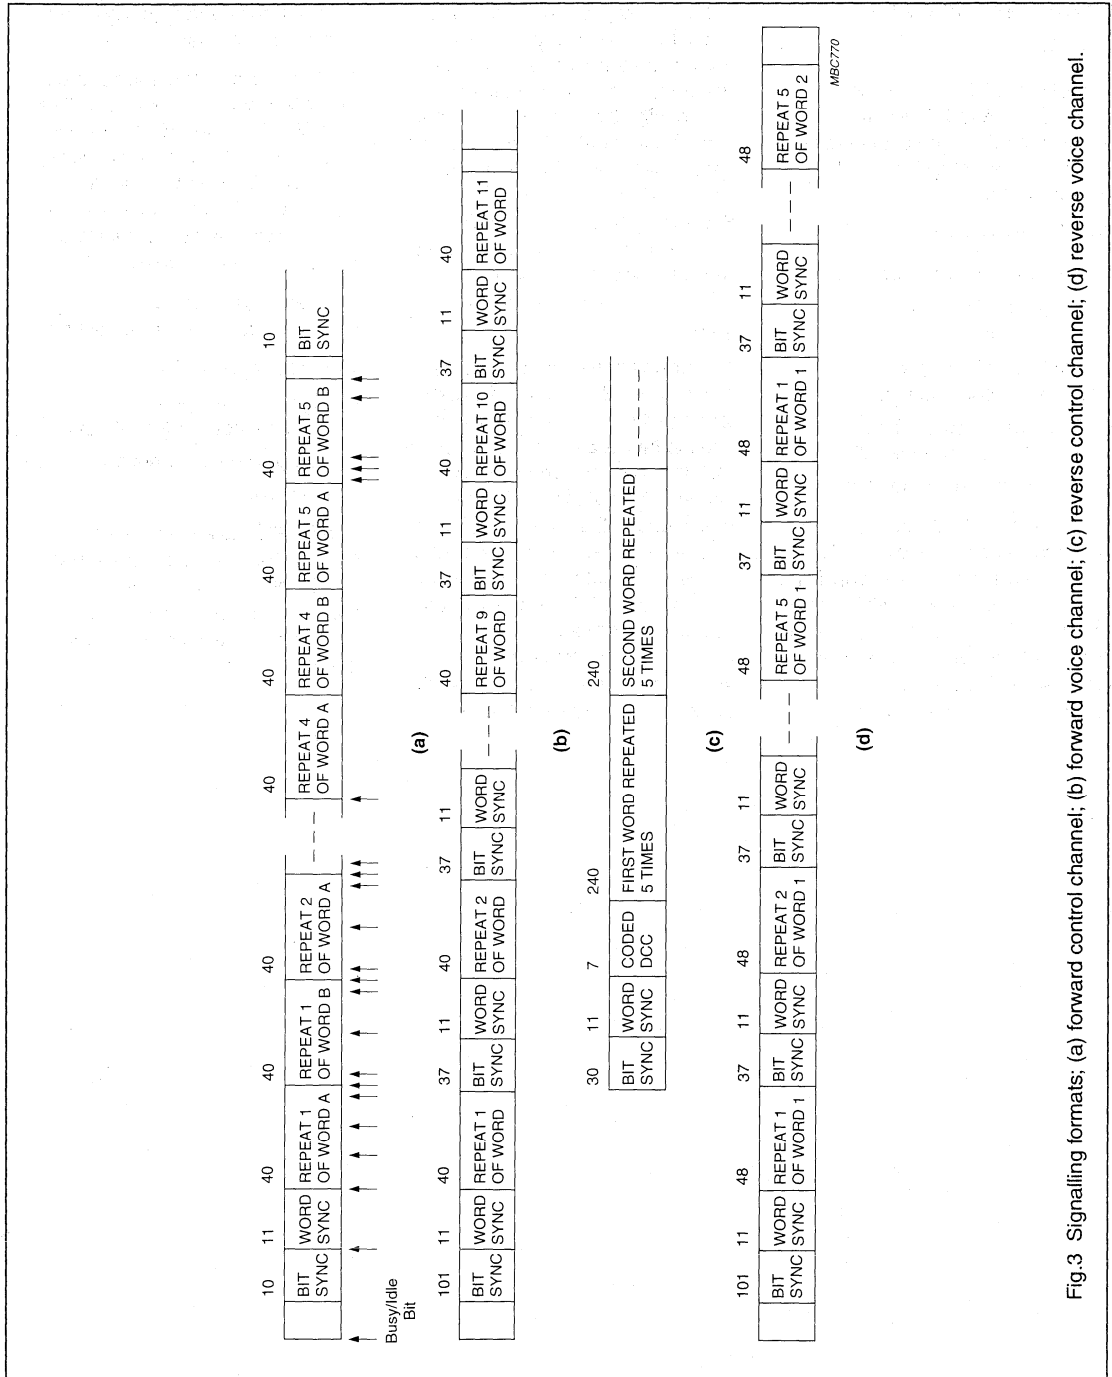 10 11 40 40 40 40 40 40 40 10
BIT SYNC WORD SYNC REPEAT 1 OF WORD A REPEAT 1 OF WORD B REPEAT 2 OF WORD A REPEAT 4 OF WORD A REPEAT 4 OF WORD B REPEAT 5 OF WORD A REPEAT 5 OF WORD B BIT SYNC
Busy/Idle
Bit
(a)
101 11 40 37 11 40 37 11 40 37 11 40 37 11 40
BIT SYNC WORD SYNC REPEAT 1 OF WORD BIT SYNC WORD SYNC REPEAT 2 OF WORD BIT SYNC WORD SYNC REPEAT 9 OF WORD BIT SYNC WORD SYNC REPEAT 10 OF WORD BIT SYNC WORD SYNC REPEAT 11 OF WORD
(b)
30 11 7 240 240
BIT SYNC WORD SYNC CODED DCC FIRST WORD REPEATED 5 TIMES SECOND WORD REPEATED 5 TIMES
(c)
101 11 48 37 11 48 37 11 48 37 11 48 37 11 48
BIT SYNC WORD SYNC REPEAT 1 OF WORD 1 BIT SYNC WORD SYNC REPEAT 2 OF WORD 1 BIT SYNC WORD SYNC REPEAT 5 OF WORD 1 BIT SYNC WORD SYNC REPEAT 1 OF WORD 1 BIT SYNC WORD SYNC REPEAT 5 OF WORD 2
MBC770
(d)
Fig.3 Signalling formats; (a) forward control channel; (b) forward voice channel; (c) reverse control channel; (d) reverse voice channel.